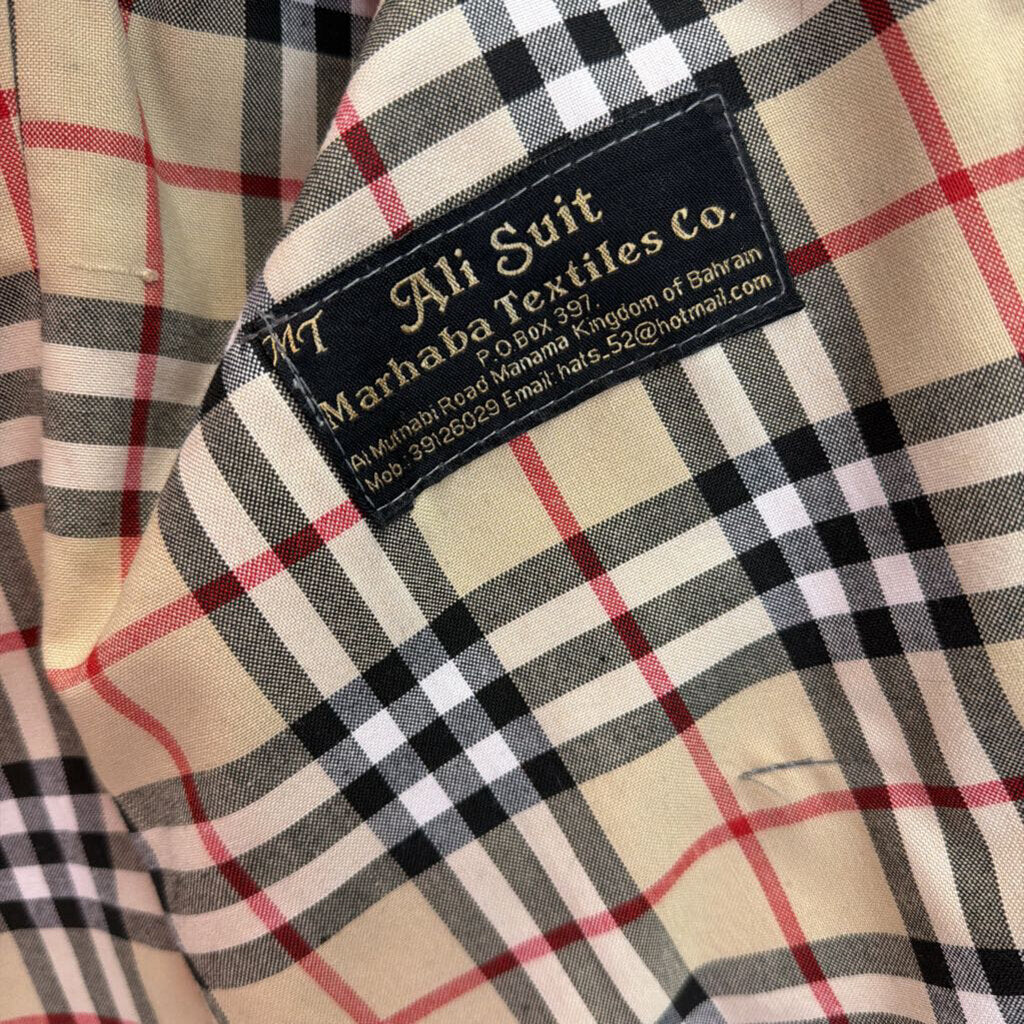 MT
Ali Suit
Marhaba Textiles Co.
P.O.Box 397,
Al Mutnabi Road Manama Kingdom of Bahrain
Mob.:39126029 Email: hats_52@hotmail.com